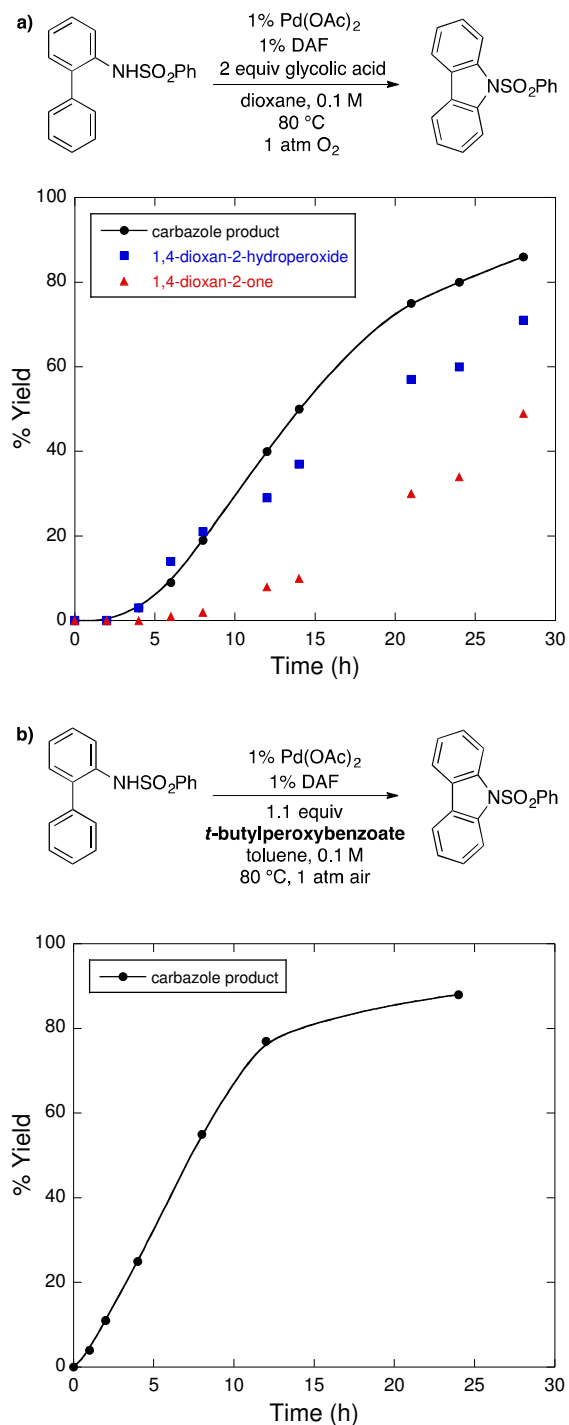 a)
NHSO2Ph
1% Pd(OAc)2
1% DAF
2 equiv glycolic acid
dioxane, 0.1 M
80 °C
1 atm O2
NSO2Ph
100
80
60
40
20
0
% Yield
carbazole product
1,4-dioxan-2-hydroperoxide
1,4-dioxan-2-one
0 5 10 15 20 25 30
Time (h)
b)
NHSO2Ph
1% Pd(OAc)2
1% DAF
1.1 equiv
t-butylperoxybenzoate
toluene, 0.1 M
80 °C, 1 atm air
NSO2Ph
100
80
60
40
20
0
% Yield
carbazole product
0 5 10 15 20 25 30
Time (h)